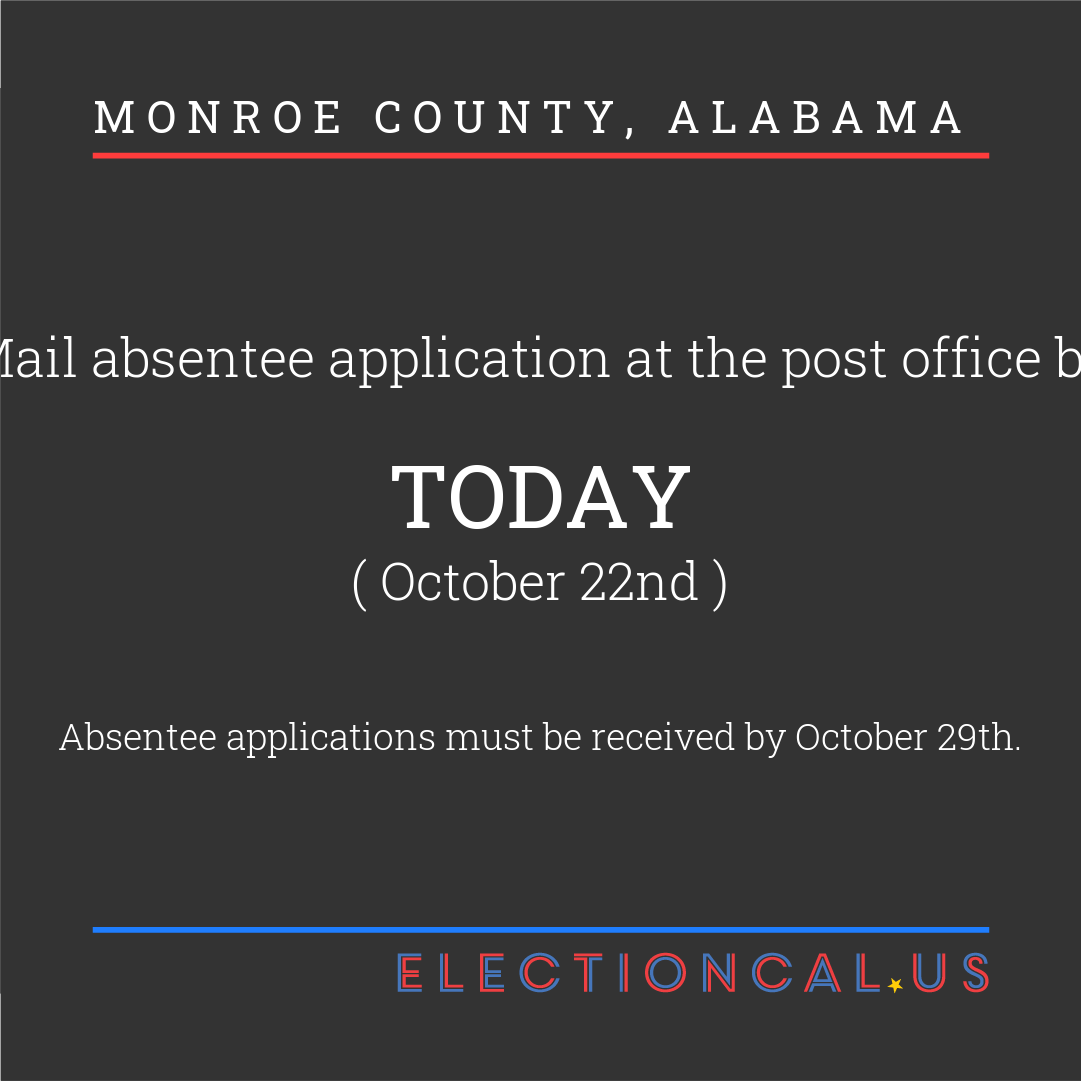 MONROE COUNTY, ALABAMA
Mail absentee application at the post office b
TODAY
( October 22nd )
Absentee applications must be received by October 29th.
ELECTIONCAL.US